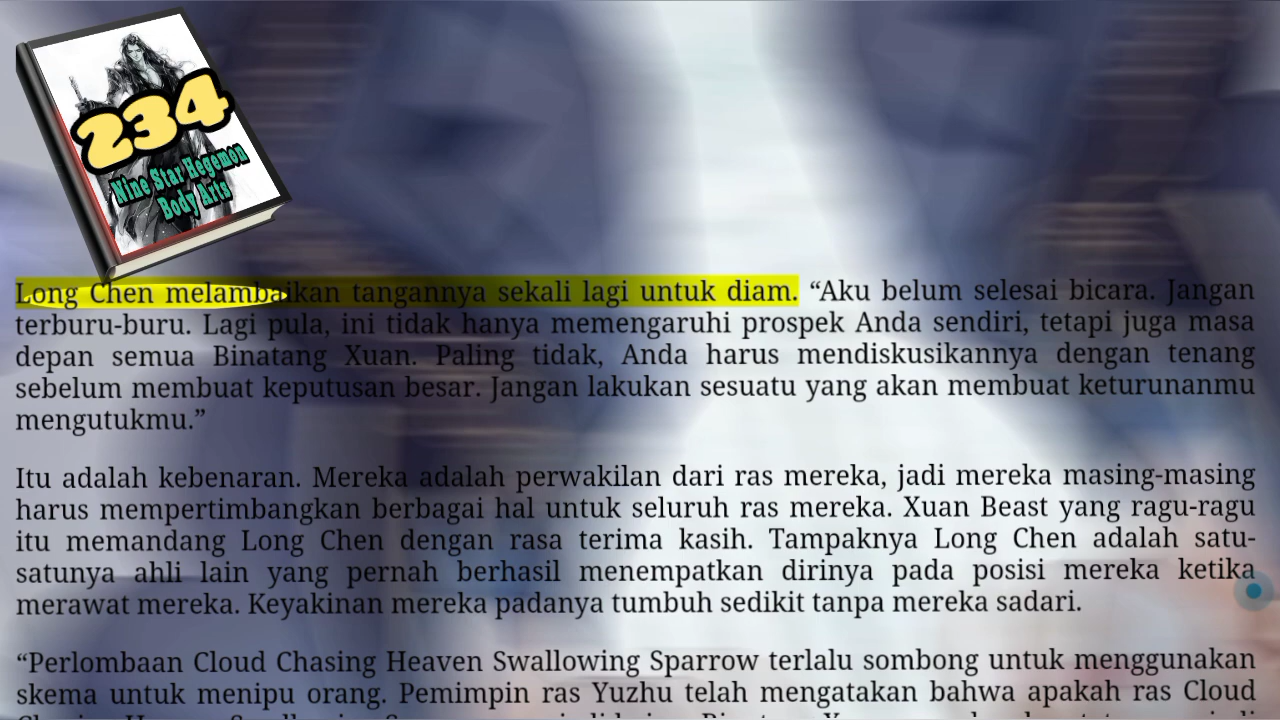 234
Nine Star Hegemon
Body Arts
Long Chen melambaikan tangannya sekali lagi untuk diam. “Aku belum selesai bicara. Jangan
terburu-buru. Lagi pula, ini tidak hanya memengaruhi prospek Anda sendiri, tetapi juga masa
depan semua Binatang Xuan. Paling tidak, Anda harus mendiskusikannya dengan tenang
sebelum membuat keputusan besar. Jangan lakukan sesuatu yang akan membuat keturunanmu
mengutukmu.”
Itu adalah kebenaran. Mereka adalah perwakilan dari ras mereka, jadi mereka masing-masing
harus mempertimbangkan berbagai hal untuk seluruh ras mereka. Xuan Beast yang ragu-ragu
itu memandang Long Chen dengan rasa terima kasih. Tampaknya Long Chen adalah satu-
satunya ahli lain yang pernah berhasil menempatkan dirinya pada posisi mereka ketika
merawat mereka. Keyakinan mereka padanya tumbuh sedikit tanpa mereka sadari.
“Perlombaan Cloud Chasing Heaven Swallowing Sparrow terlalu sombong untuk menggunakan
skema untuk menipu orang. Pemimpin ras Yuzhu telah mengatakan bahwa apakah ras Cloud